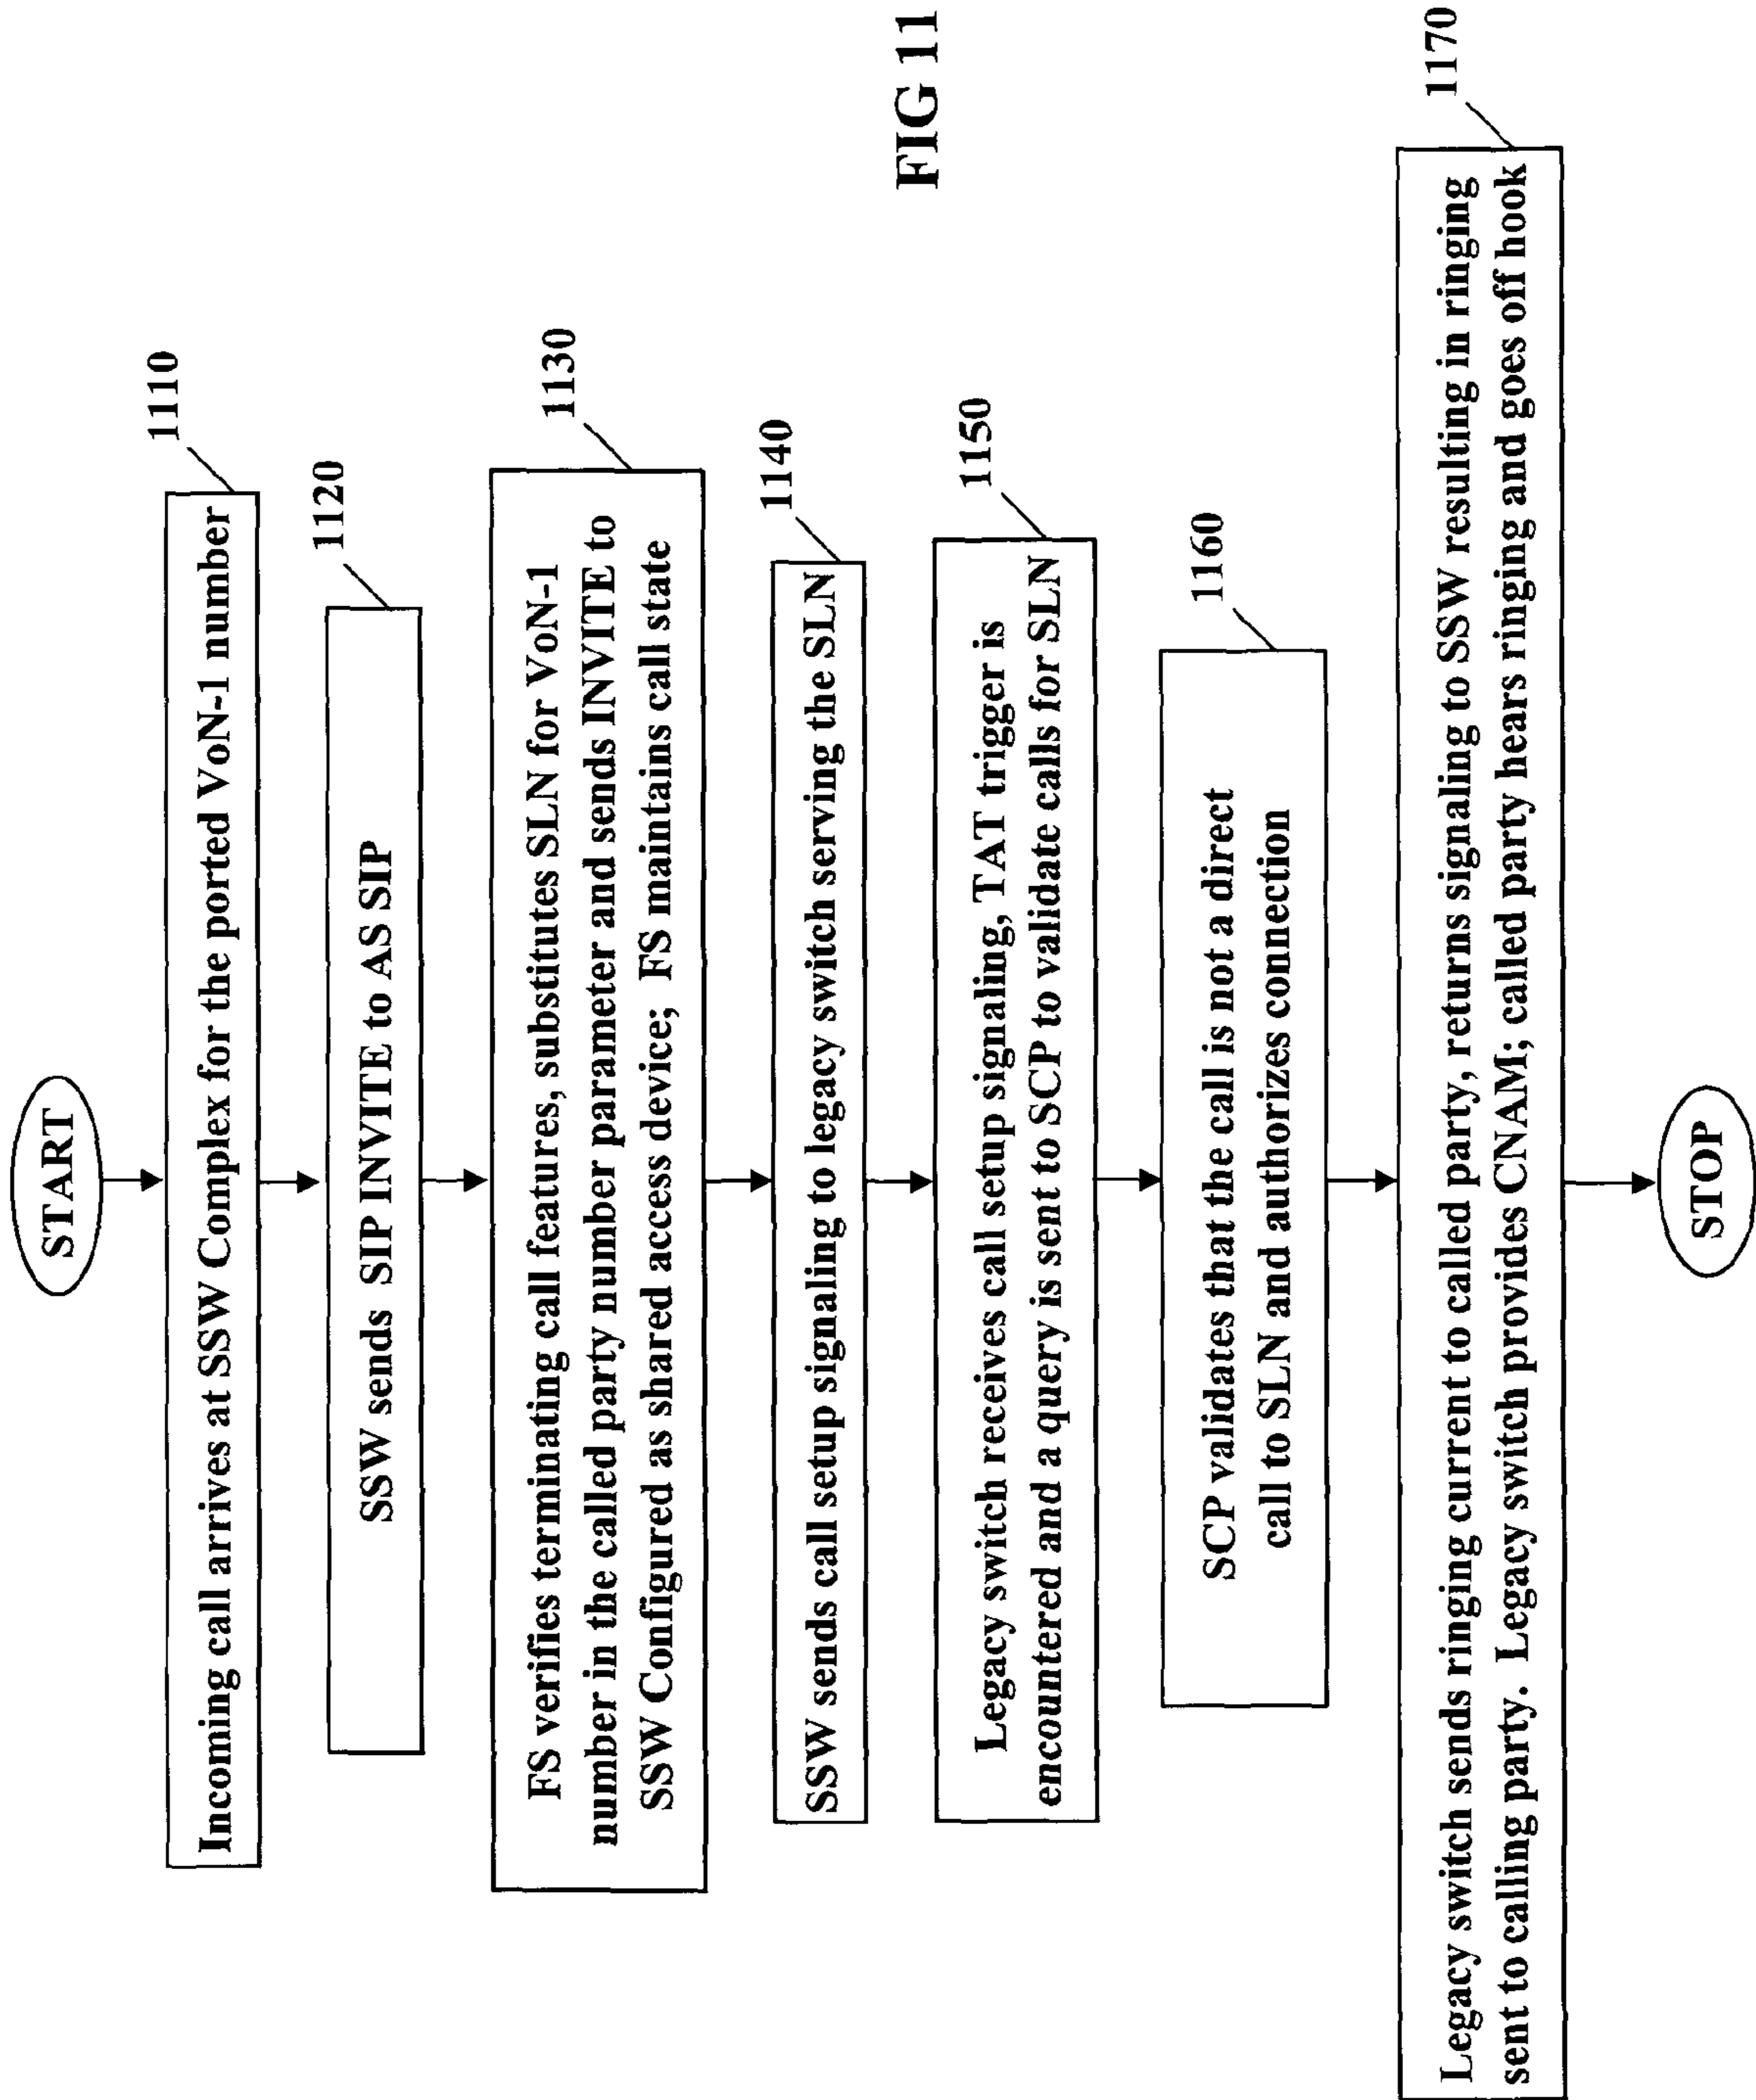 START
1110
Incoming call arrives at SSW Complex for the ported VoN-1 number
1120
SSW sends SIP INVITE to AS SIP
1130
FS verifies terminating call features, substitutes SLN for VoN-1
number in the called party number parameter and sends INVITE to
SSW Configured as shared access device; FS maintains call state
1140
SSW sends call setup signaling to legacy switch serving the SLN
1150
Legacy switch receives call setup signaling, TAT trigger is
encountered and a query is sent to SCP to validate calls for SLN
1160
SCP validates that the call is not a direct
call to SLN and authorizes connection
1170
Legacy switch sends ringing current to called party, returns signaling to SSW resulting in ringing
sent to calling party. Legacy switch provides CNAM; called party hears ringing and goes off hook
STOP
FIG 11